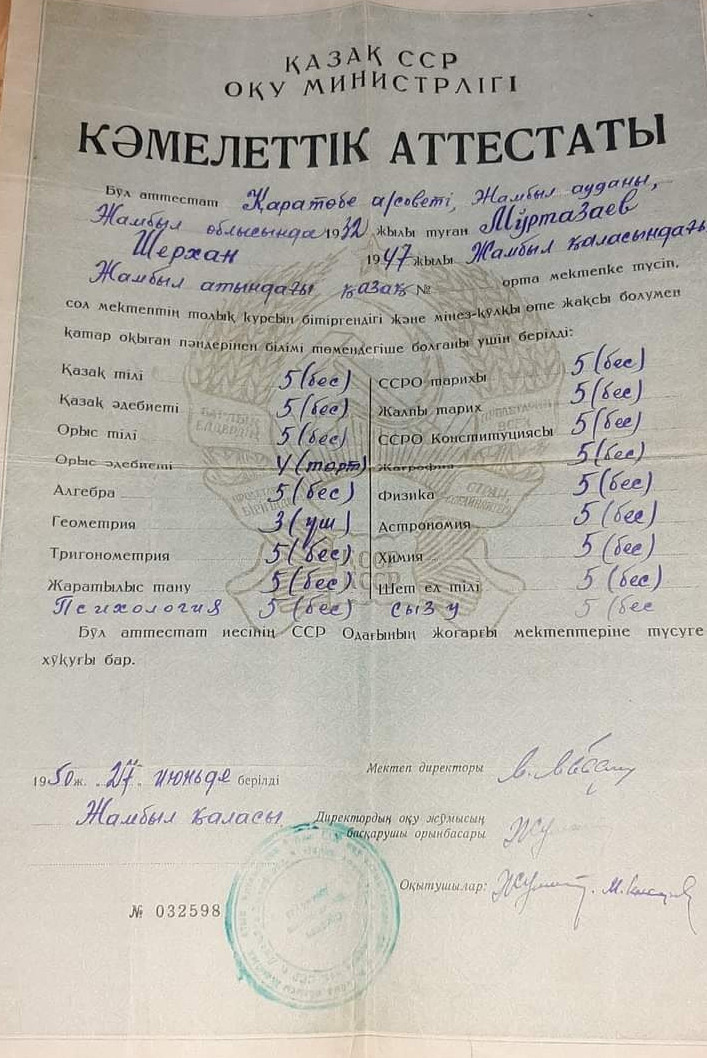 ҚАЗАҚ ССР
ОҚУ МИНИСТРЛІГІ
КӘМЕЛЕТТІК АТТЕСТАТЫ
Бұл аттестат Қаратөбе а/советі, Жамбыл ауданы,
Жамбыл облысында 1932 жылы туған Мұртазаев
Шерхан 1947 жылы Жамбыл қаласындағы
Жамбыл атындағы қазақ № орта мектепке түсіп,
сол мектептің толық курсын бітіргендігі және мінез-құлқы өте жақсы болумен
қатар оқыған пәндерінен білімі төмендегіше болғаны үшін берілді:
Қазақ тілі 5 (бес) ССРО тарихы 5 (бес)
Қазақ әдебиеті 5 (бес) Жалпы тарих 5 (бес)
Орыс тілі 5 (бес) ССРО Конституциясы 5 (бес)
Орыс әдебиеті 4 (төрт) Жағрафия 5 (бес)
Алгебра 5 (бес) Физика 5 (бес)
Геометрия 3 (үш) Астрономия 5 (бес)
Тригонометрия 5 (бес) Химия 5 (бес)
Жаратылыс тану 5 (бес) Шет ел тілі 5 (бес)
Психология 5 (бес) сызу 5 (бес
Бұл аттестат иесінің ССР Одағының жоғарғы мектептеріне түсуге
хұқуғы бар.
1950 ж. "27" июньде берілді
Мектеп директоры
Жамбыл қаласы
Директордың оқу жұмысың
басқарушы орынбасары
Оқытушылар:
№ 032598